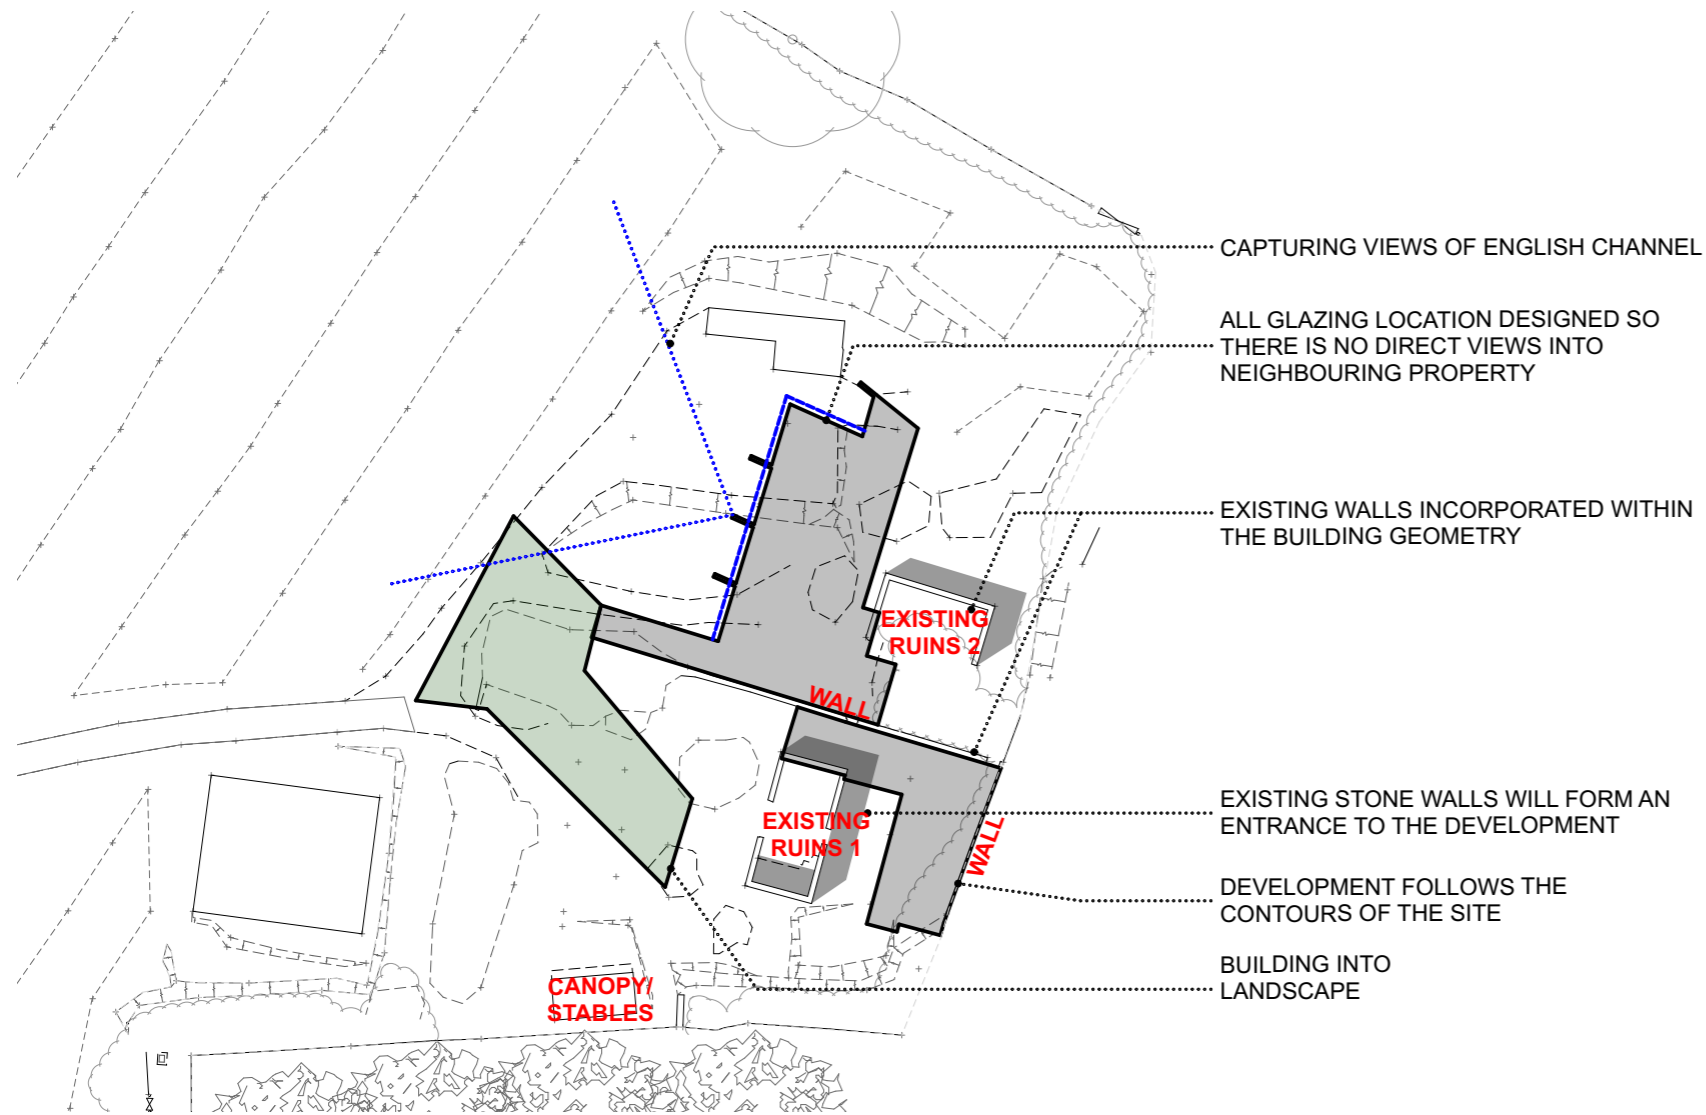 CAPTURING VIEWS OF ENGLISH CHANNEL
ALL GLAZING LOCATION DESIGNED SO
THERE IS NO DIRECT VIEWS INTO
NEIGHBOURING PROPERTY
EXISTING WALLS INCORPORATED WITHIN
THE BUILDING GEOMETRY
EXISTING
RUINS 2
WALL
EXISTING STONE WALLS WILL FORM AN
ENTRANCE TO THE DEVELOPMENT
EXISTING
RUINS 1
WALL
DEVELOPMENT FOLLOWS THE
CONTOURS OF THE SITE
BUILDING INTO
LANDSCAPE
CANOPY/
STABLES